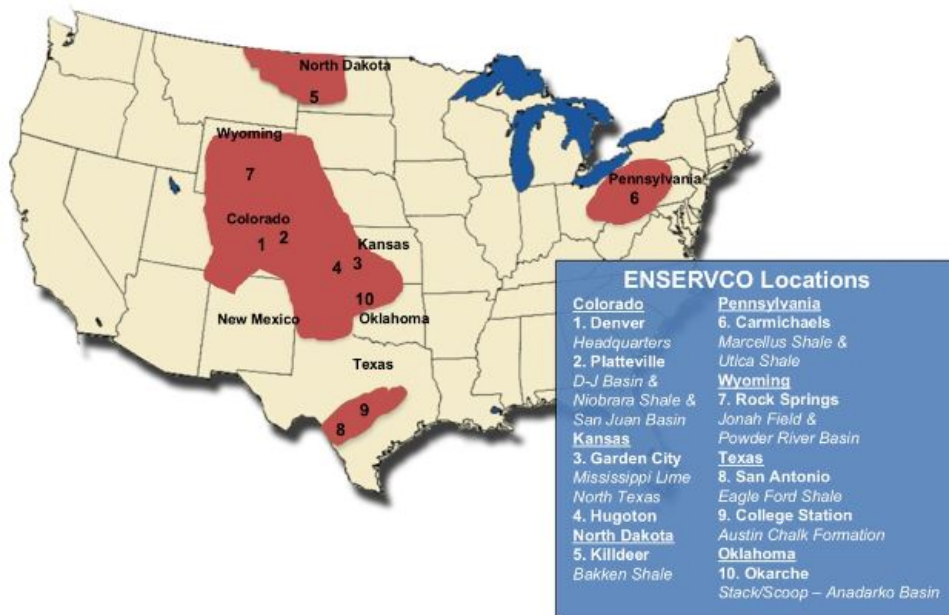 North Dakota
5
Wyoming
7
Pennsylvania
6
Colorado
1 2
Kansas
4 3
10
New Mexico
Oklahoma
Texas
9
8
ENSERVCO Locations
Colorado
1. Denver
Headquarters
2. Platteville
D-J Basin &
Niobrara Shale &
San Juan Basin
Kansas
3. Garden City
Mississippi Lime
North Texas
4. Hugoton
North Dakota
5. Killdeer
Bakken Shale
Pennsylvania
6. Carmichaels
Marcellus Shale &
Utica Shale
Wyoming
7. Rock Springs
Jonah Field &
Powder River Basin
Texas
8. San Antonio
Eagle Ford Shale
9. College Station
Austin Chalk Formation
Oklahoma
10. Okarche
Stack/Scoop – Anadarko Basin